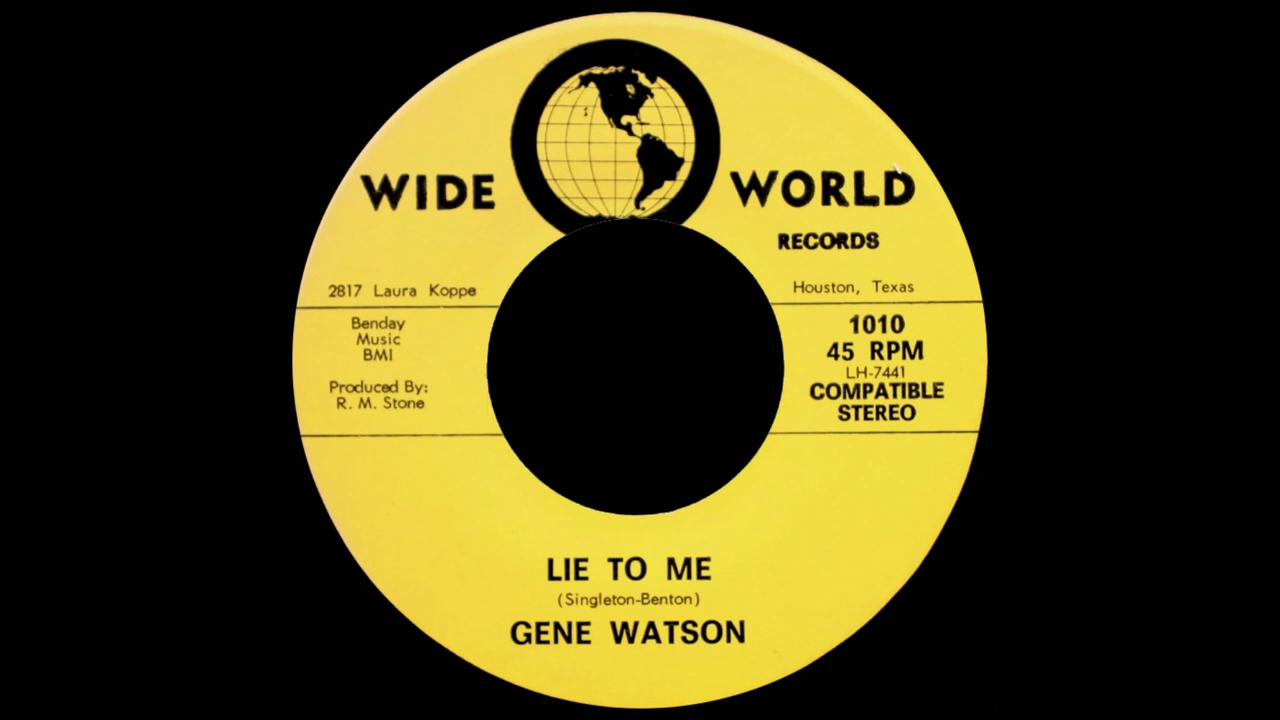 WIDE WORLD
RECORDS
2817 Laura Koppe
Houston, Texas
Benday
Music
BMI
Produced By:
R. M. Stone
1010
45 RPM
LH-7441
COMPATIBLE
STEREO
LIE TO ME
(Singleton-Benton)
GENE WATSON